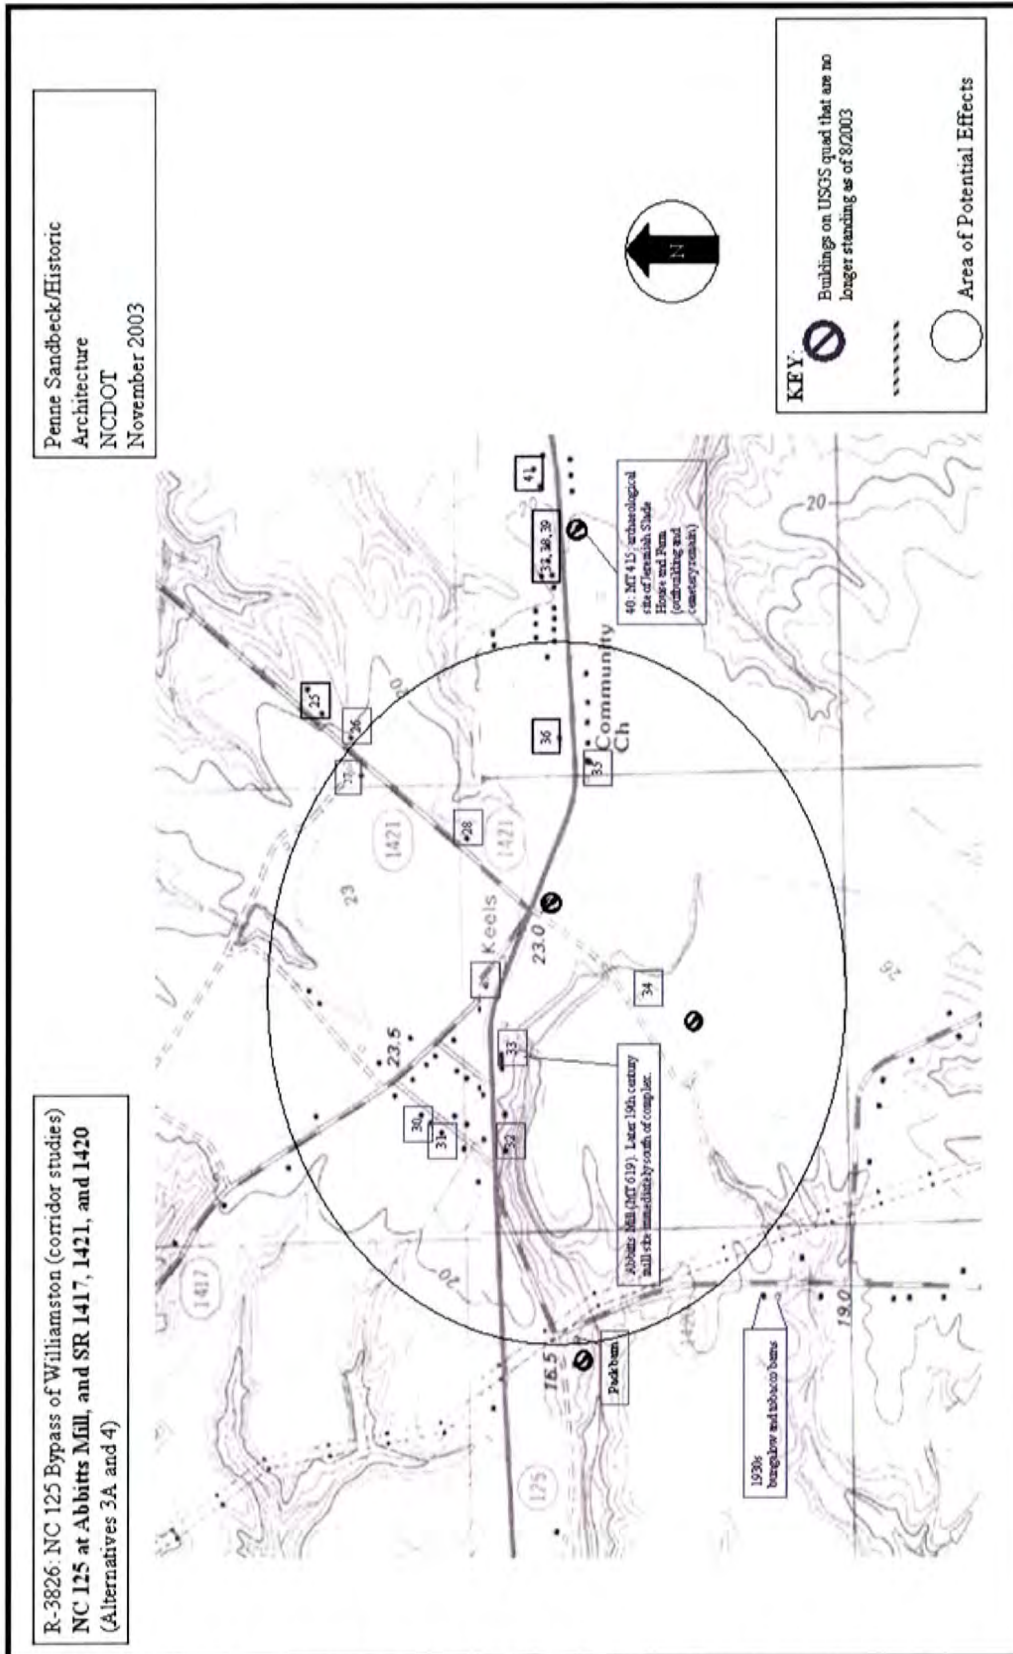 R-3826: NC 125 Bypass of Williamston (corridor studies)
NC 125 at Abbitts Mill, and SR 1417, 1421, and 1420
(Alternatives 3A and 4)
Penne Sandbeck/Historic
Architecture
NCDOT
November 2003
1417
23.5
23
1421
25
26
28
1421
30
31
20
Keels
23.0
33
32
36
37, 38, 39
41
20
35
Community
Ch
34
16.5
125
Pack barn
Abbitts Mill (MT 619). Later 19th century
mill site immediately south of complex.
40: MT 415 archaeological
site of Jeremiah Slade
House and Farm
(outbuilding and
cemetery remain)
20
1930s
bungalow and tobacco barns
19.0
26
N
KEY:
Buildings on USGS quad that are no
longer standing as of 8/2003
Area of Potential Effects